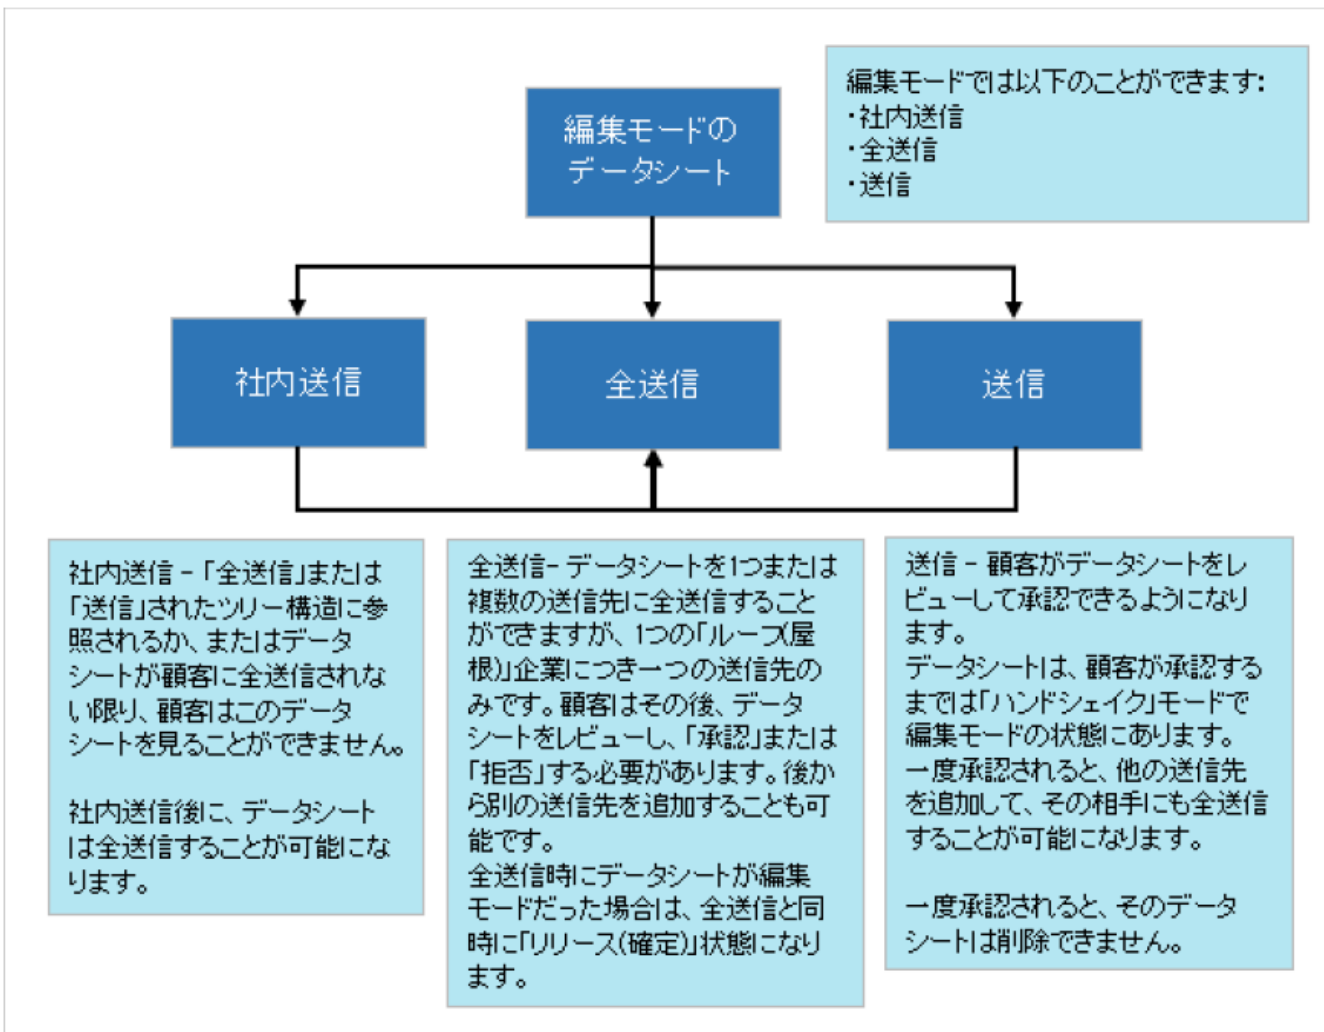 編集モードの
データシート
編集モードでは以下のことができます:
・社内送信
・全送信
・送信
社内送信
全送信
送信
社内送信 - 「全送信」または
「送信」されたツリー構造に参
照されるか、またはデータ
シートが顧客に全送信されな
い限り、顧客はこのデータ
シートを見ることができません。
社内送信後に、データシート
は全送信することが可能にな
ります。
全送信- データシートを1つまたは
複数の送信先に全送信すること
ができますが、1つの「ルーフ(屋
根)」企業につき一つの送信先の
みです。顧客はその後、データ
シートをレビューし、「承認」または
「拒否」する必要があります。後か
ら別の送信先を追加することも可
能です。
全送信時にデータシートが編集
モードだった場合は、全送信と同
時に「リリース(確定)」状態になり
ます。
送信 - 顧客がデータシートをレ
ビューして承認できるようになり
ます。
データシートは、顧客が承認する
までは「ハンドシェイク」モードで
編集モードの状態にあります。
一度承認されると、他の送信先
を追加して、その相手にも全送信
することが可能になります。
一度承認されると、そのデータ
シートは削除できません。